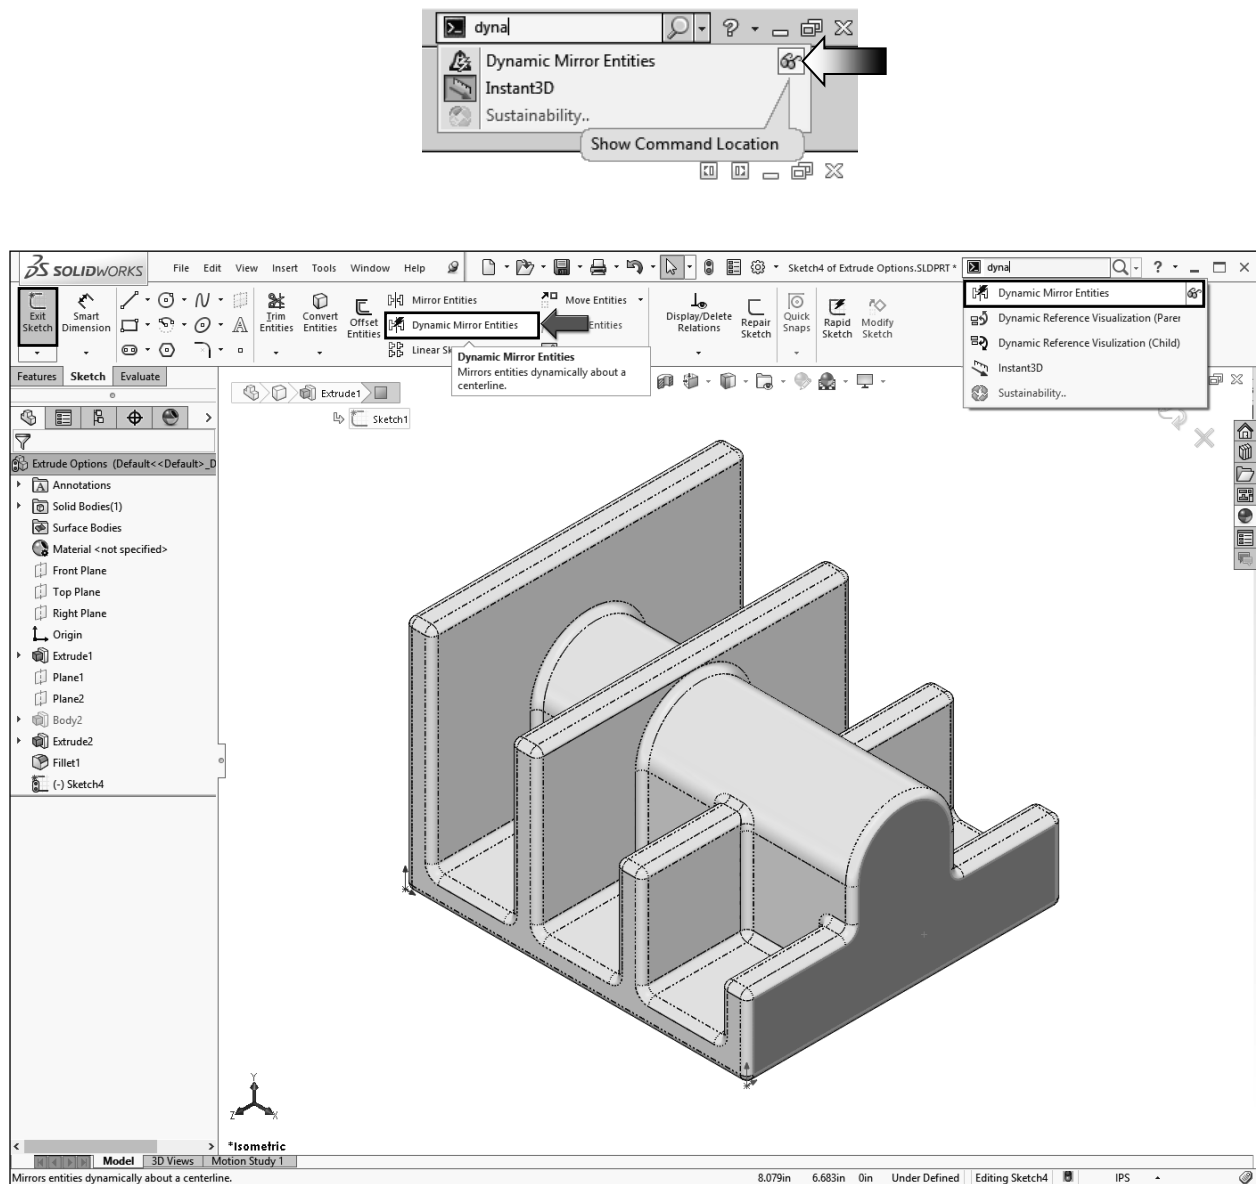 dyna
Dynamic Mirror Entities
Instant3D
Sustainability..
Show Command Location
SOLIDWORKS File Edit View Insert Tools Window Help Sketch4 of Extrude Options.SLDPRT * dyna
Exit Sketch
Smart Dimension
Trim Entities
Convert Entities
Offset Entities
Mirror Entities
Dynamic Mirror Entities
Linear Sk
Move Entities
Entities
Display/Delete Relations
Repair Sketch
Quick Snaps
Rapid Sketch
Modify Sketch
Dynamic Mirror Entities
Mirrors entities dynamically about a
centerline.
Dynamic Mirror Entities
Dynamic Reference Visualization (Parer
Dynamic Reference Visulization (Child)
Instant3D
Sustainability..
Features Sketch Evaluate
Extrude1
Sketch1
Extrude Options (Default<<Default>_D
Annotations
Solid Bodies(1)
Surface Bodies
Material <not specified>
Front Plane
Top Plane
Right Plane
Origin
Extrude1
Plane1
Plane2
Body2
Extrude2
Fillet1
(-) Sketch4
Y
Z X
*Isometric
Model 3D Views Motion Study 1
Mirrors entities dynamically about a centerline. 8.079in 6.683in 0in Under Defined Editing Sketch4 IPS